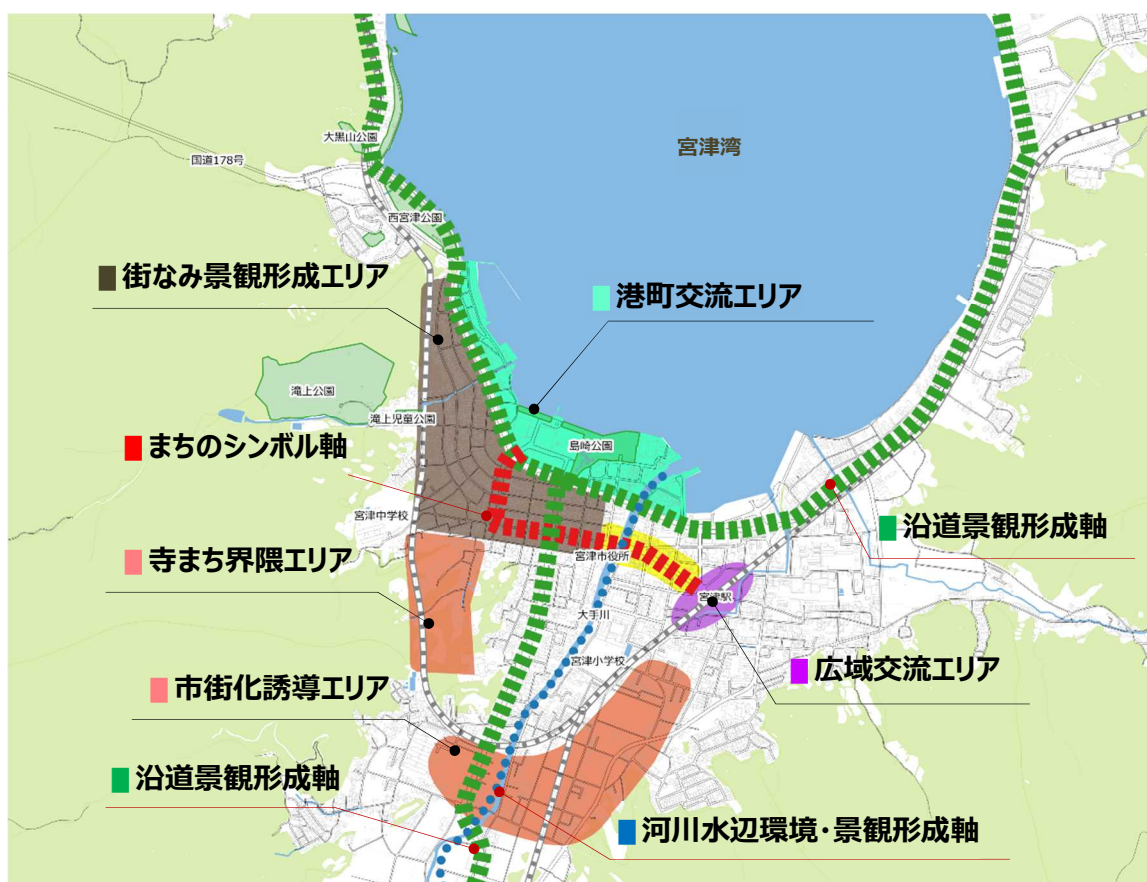 宮津湾
大黒山公園
国道178号
西宮津公園
街なみ景観形成エリア
港町交流エリア
滝上公園
滝上児童公園
島崎公園
まちのシンボル軸
宮津中学校
沿道景観形成軸
宮津市役所
寺まち界隈エリア
宮津駅
大手川
宮津小学校
広域交流エリア
市街化誘導エリア
沿道景観形成軸
河川水辺環境・景観形成軸